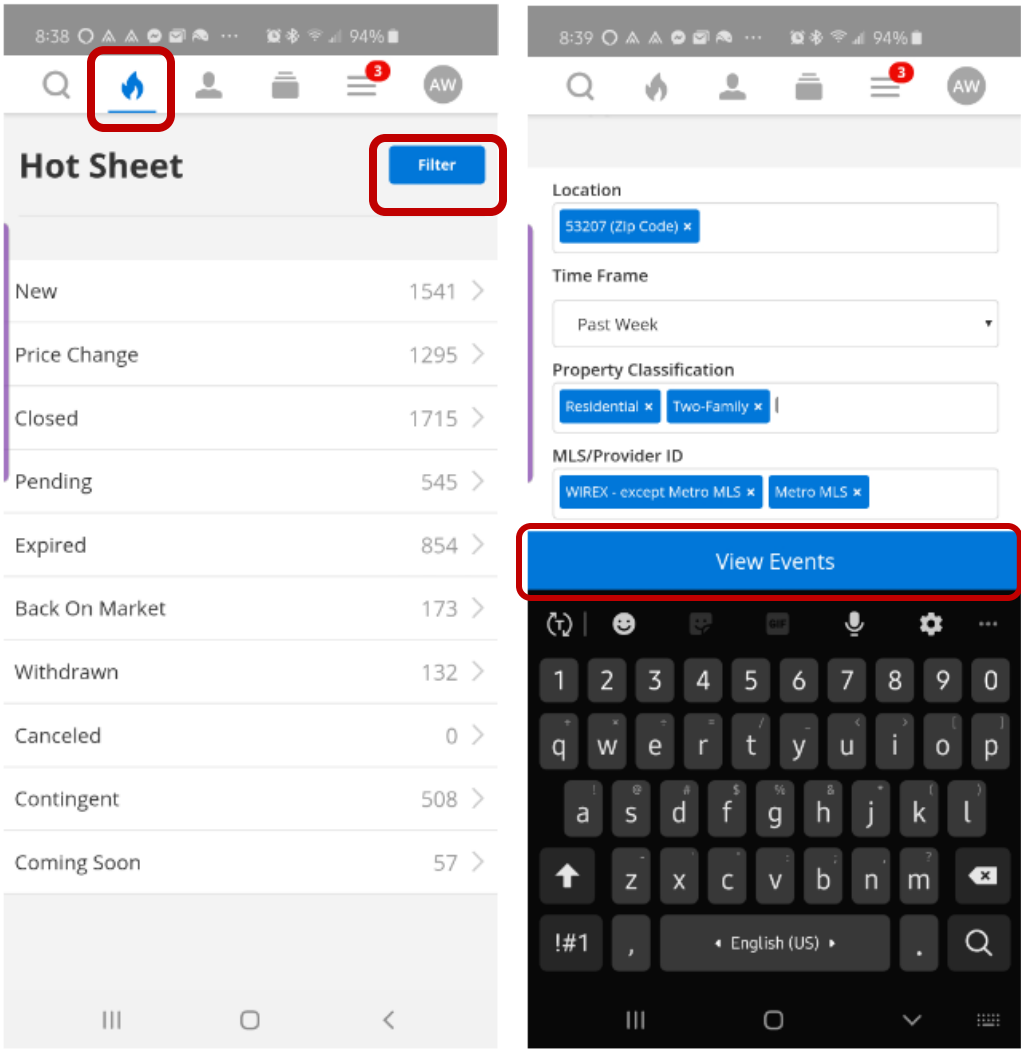 8:38 94%
3
AW
Hot Sheet
Filter
New 1541
Price Change 1295
Closed 1715
Pending 545
Expired 854
Back On Market 173
Withdrawn 132
Canceled 0
Contingent 508
Coming Soon 57
8:39 94%
3
AW
Location
53207 (Zip Code) ×
Time Frame
Past Week
Property Classification
Residential × Two-Family ×
MLS/Provider ID
WIREX - except Metro MLS × Metro MLS ×
View Events
T GIF
1 2 3 4 5 6 7 8 9 0
+ × ÷ = / _ < > [ ]
q w e r t y u i o p
! @ # $ % & * ( )
a s d f g h j k l
- ' " : ; , ?
z x c v b n m
!#1 , English (US) .